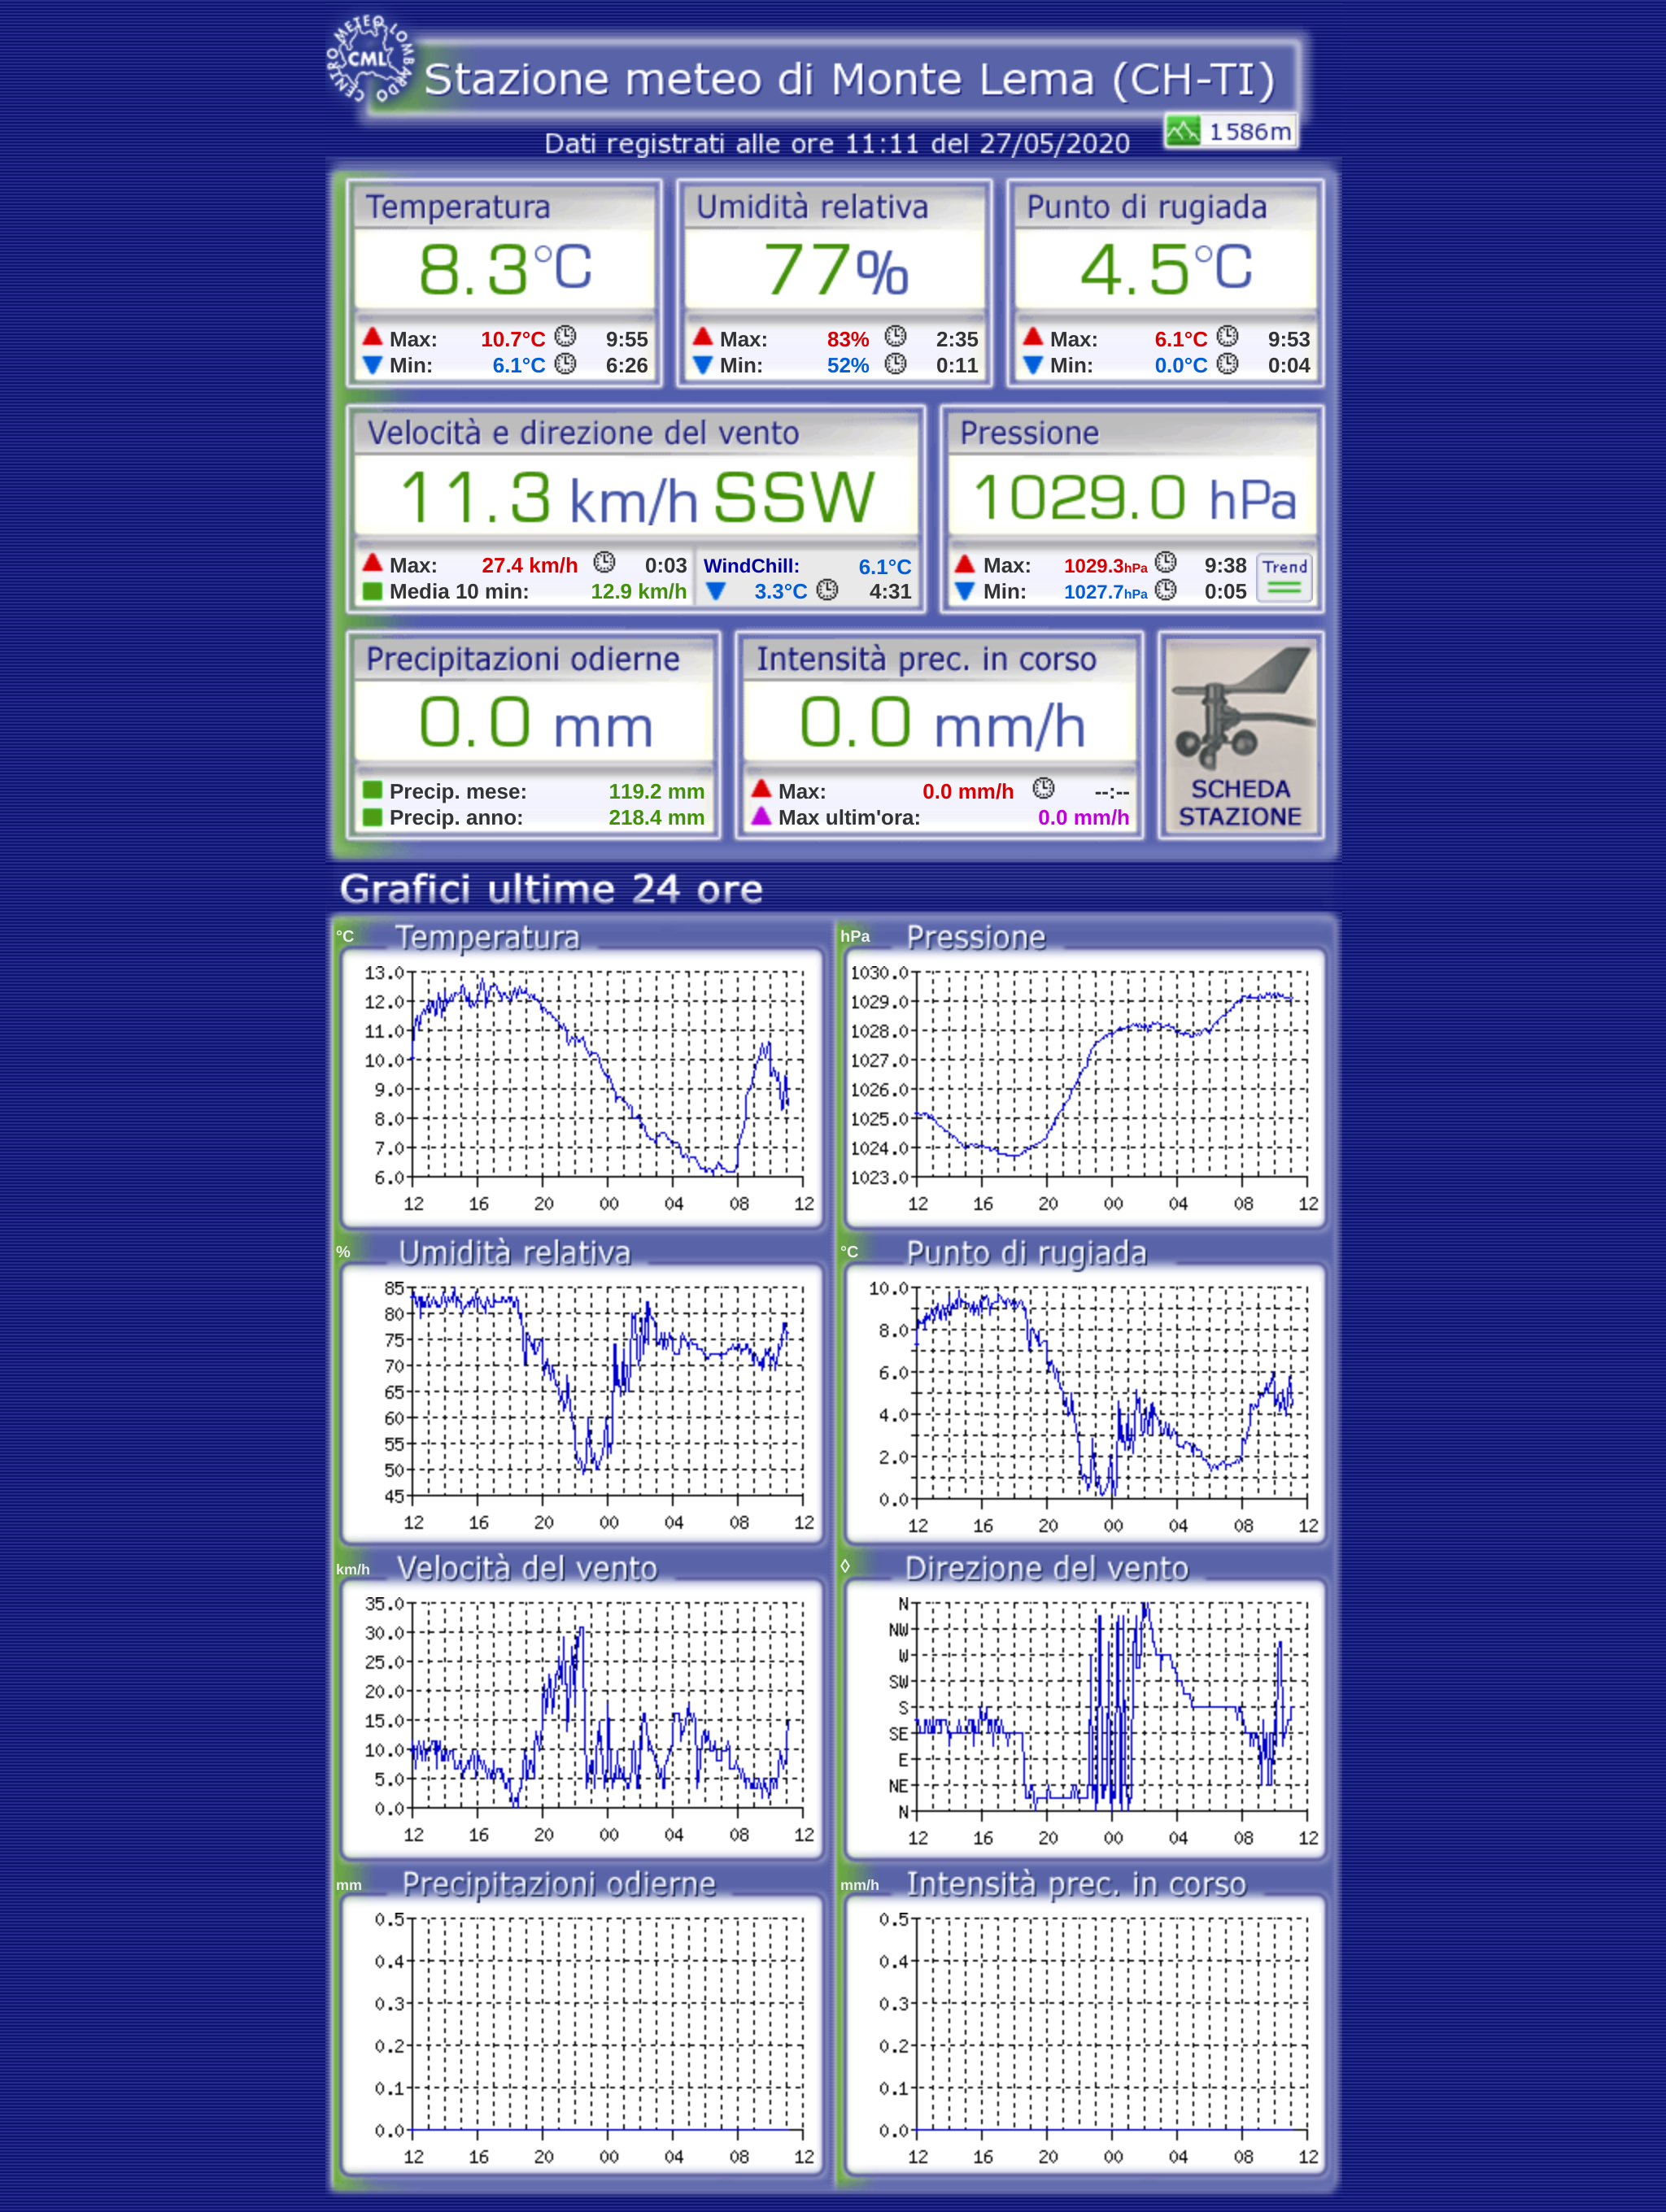 CENTRO METEO LOMBARDO
CML
Stazione meteo di Monte Lema (CH-TI)
Dati registrati alle ore 11:11 del 27/05/2020
1586m
Temperatura Umidità relativa Punto di rugiada
8.3°C 77% 4.5°C
Max: 10.7°C 9:55 Max: 83% 2:35 Max: 6.1°C 9:53
Min: 6.1°C 6:26 Min: 52% 0:11 Min: 0.0°C 0:04
Velocità e direzione del vento Pressione
11.3 km/h SSW 1029.0 hPa
Max: 27.4 km/h 0:03 WindChill: 6.1°C Max: 1029.3hPa 9:38 Trend
Media 10 min: 12.9 km/h 3.3°C 4:31 Min: 1027.7hPa 0:05
Precipitazioni odierne Intensità prec. in corso
0.0 mm 0.0 mm/h
Precip. mese: 119.2 mm Max: 0.0 mm/h --:-- SCHEDA
Precip. anno: 218.4 mm Max ultim'ora: 0.0 mm/h STAZIONE
Grafici ultime 24 ore
°C Temperatura
13.0
12.0
11.0
10.0
9.0
8.0
7.0
6.0
12 16 20 00 04 08 12
hPa Pressione
1030.0
1029.0
1028.0
1027.0
1026.0
1025.0
1024.0
1023.0
12 16 20 00 04 08 12
% Umidità relativa
85
80
75
70
65
60
55
50
45
12 16 20 00 04 08 12
°C Punto di rugiada
10.0
8.0
6.0
4.0
2.0
0.0
12 16 20 00 04 08 12
km/h Velocità del vento
35.0
30.0
25.0
20.0
15.0
10.0
5.0
0.0
12 16 20 00 04 08 12
◊ Direzione del vento
N
NW
W
SW
S
SE
E
NE
N
12 16 20 00 04 08 12
mm Precipitazioni odierne
0.5
0.4
0.3
0.2
0.1
0.0
12 16 20 00 04 08 12
mm/h Intensità prec. in corso
0.5
0.4
0.3
0.2
0.1
0.0
12 16 20 00 04 08 12